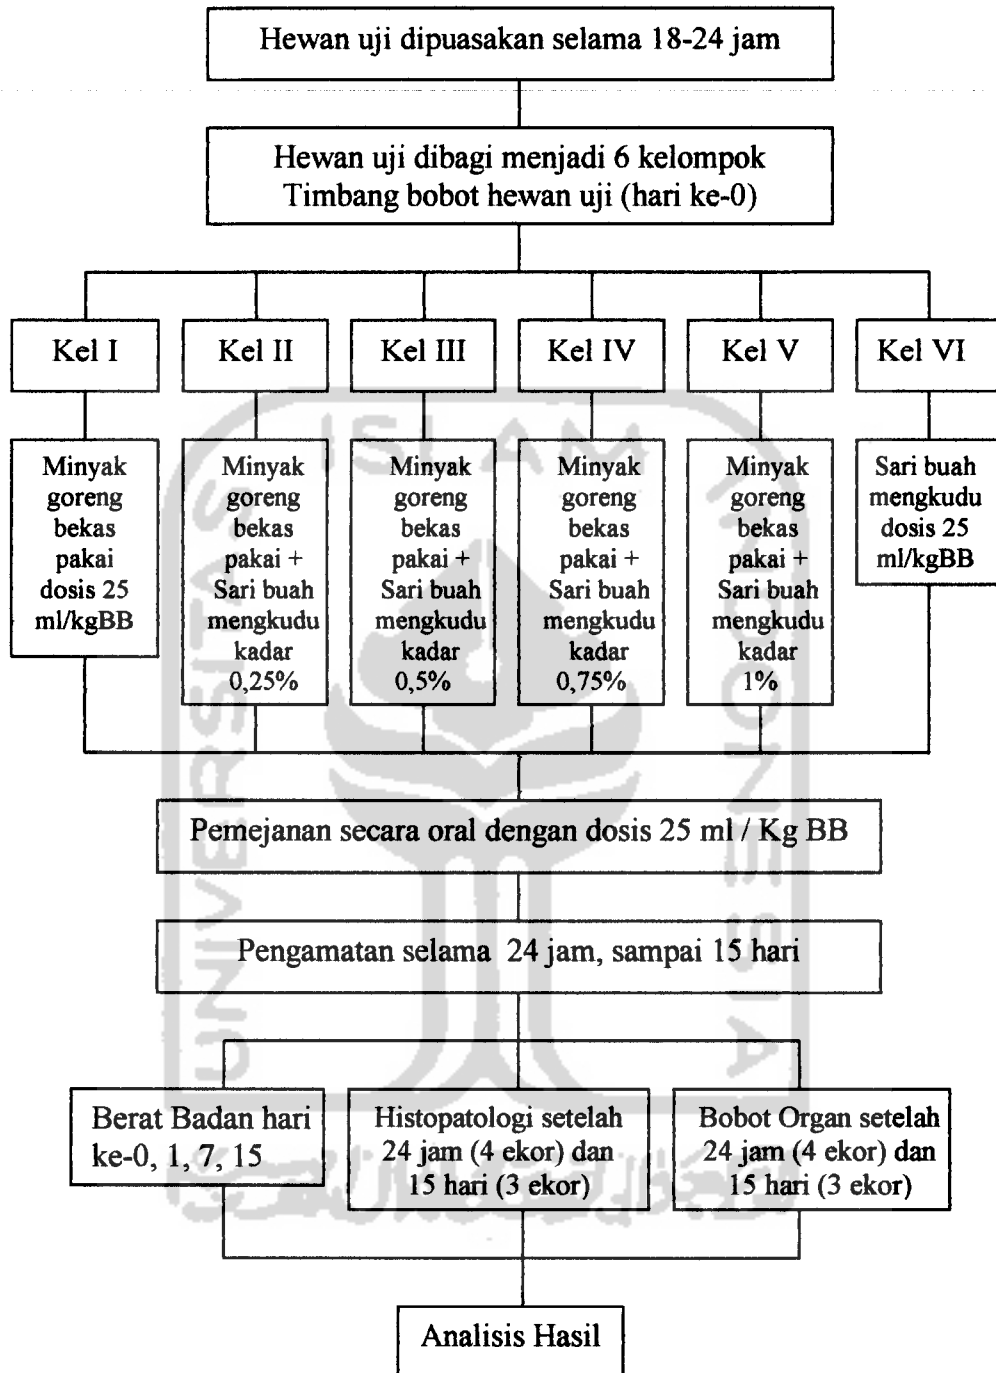 Hewan uji dipuasakan selama 18-24 jam
Hewan uji dibagi menjadi 6 kelompok
Timbang bobot hewan uji (hari ke-0)
Kel I
Kel II
Kel III
Kel IV
Kel V
Kel VI
Minyak
goreng
bekas
pakai
dosis 25
ml/kgBB
Minyak
goreng
bekas
pakai +
Sari buah
mengkudu
kadar
0,25%
Minyak
goreng
bekas
pakai +
Sari buah
mengkudu
kadar
0,5%
Minyak
goreng
bekas
pakai +
Sari buah
mengkudu
kadar
0,75%
Minyak
goreng
bekas
pakai +
Sari buah
mengkudu
kadar
1%
Sari buah
mengkudu
dosis 25
ml/kgBB
Pemejanan secara oral dengan dosis 25 ml / Kg BB
Pengamatan selama 24 jam, sampai 15 hari
Berat Badan hari
ke-0, 1, 7, 15
Histopatologi setelah
24 jam (4 ekor) dan
15 hari (3 ekor)
Bobot Organ setelah
24 jam (4 ekor) dan
15 hari (3 ekor)
Analisis Hasil
UNIVERSITAS
ISLAM
INDONESIA